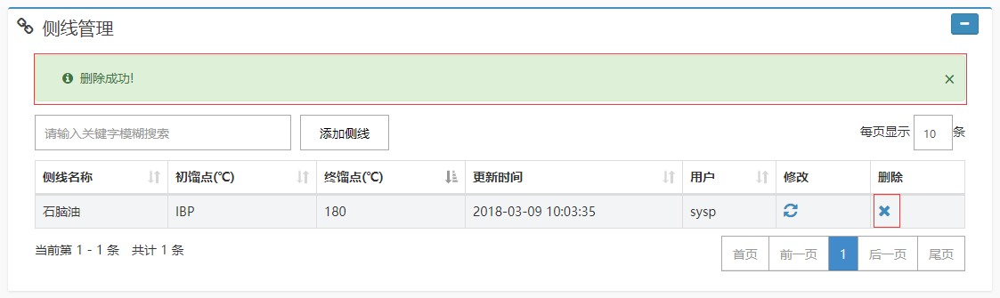 侧线管理
删除成功!
请输入关键字模糊搜索 添加侧线 每页显示 10 条
侧线名称 初馏点(℃) 终馏点(℃) 更新时间 用户 修改 删除
石脑油 IBP 180 2018-03-09 10:03:35 sysp
当前第 1 - 1 条 共计 1 条 首页 前一页 1 后一页 尾页